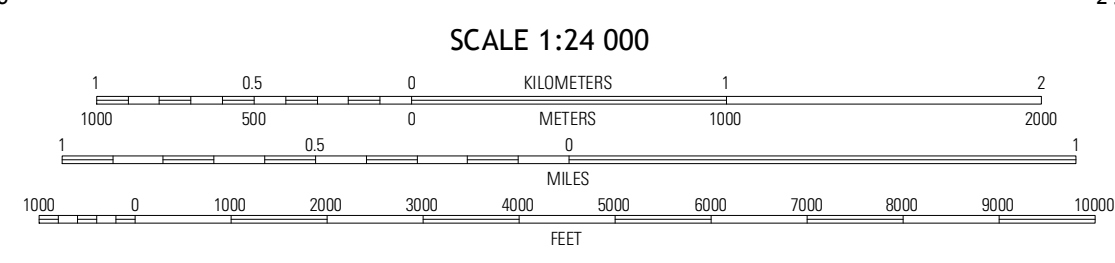 SCALE 1:24 000
1 0.5 0 KILOMETERS 1 2
1000 500 0 METERS 1000 2000
1 0.5 0 1
MILES
1000 0 1000 2000 3000 4000 5000 6000 7000 8000 9000 10000
FEET